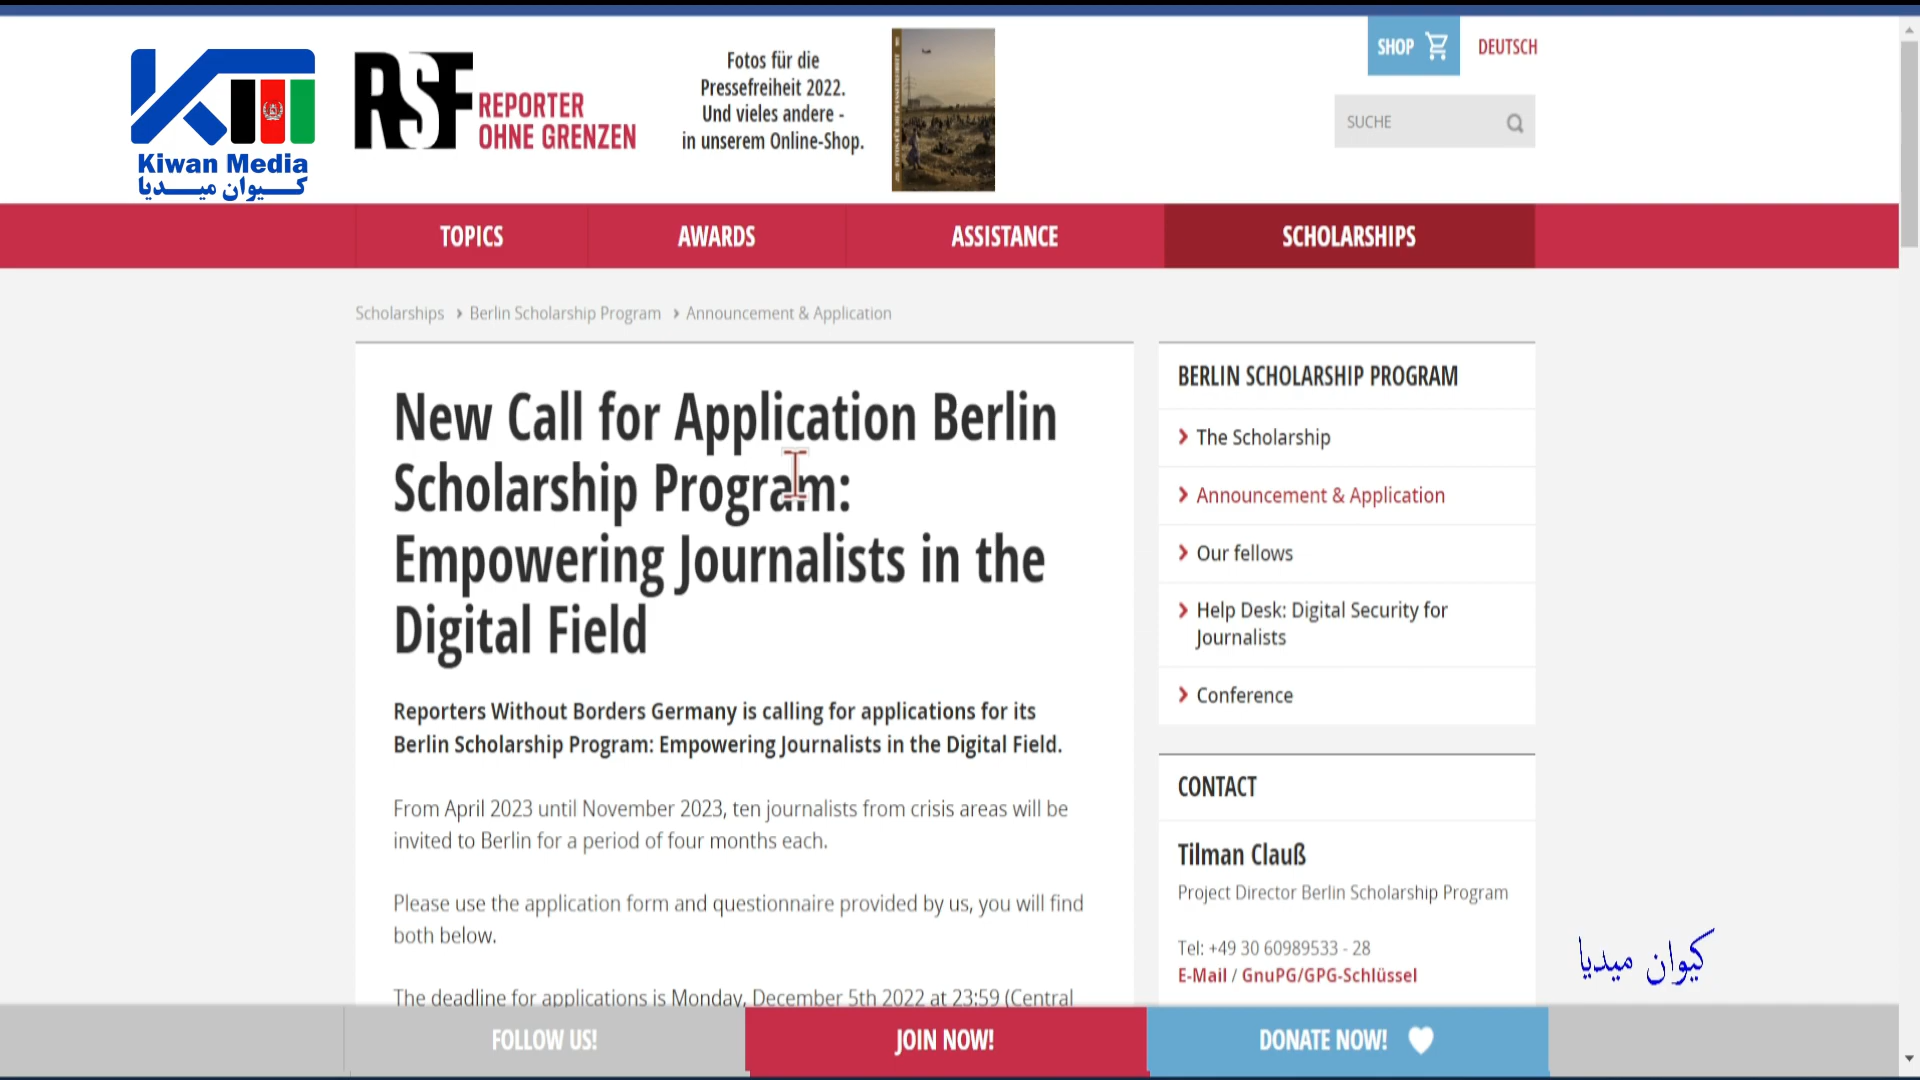 Kiwan Media
کیوان میدیا
RSF REPORTER
OHNE GRENZEN
Fotos für die
Pressefreiheit 2022.
Und vieles andere -
in unserem Online-Shop.
SHOP
DEUTSCH
SUCHE
TOPICS
AWARDS
ASSISTANCE
SCHOLARSHIPS
Scholarships › Berlin Scholarship Program › Announcement & Application
New Call for Application Berlin
Scholarship Program:
Empowering Journalists in the
Digital Field
Reporters Without Borders Germany is calling for applications for its
Berlin Scholarship Program: Empowering Journalists in the Digital Field.
From April 2023 until November 2023, ten journalists from crisis areas will be
invited to Berlin for a period of four months each.
Please use the application form and questionnaire provided by us, you will find
both below.
The deadline for applications is Monday, December 5th 2022 at 23:59 (Central
BERLIN SCHOLARSHIP PROGRAM
The Scholarship
Announcement & Application
Our fellows
Help Desk: Digital Security for
Journalists
Conference
CONTACT
Tilman Clauß
Project Director Berlin Scholarship Program
Tel: +49 30 60989533 - 28
E-Mail / GnuPG/GPG-Schlüssel
کیوان میدیا
FOLLOW US!
JOIN NOW!
DONATE NOW!